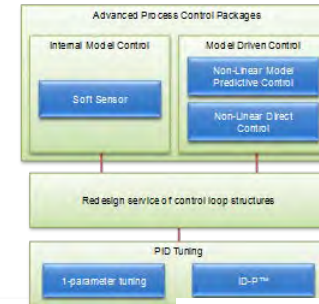 Advanced Process Control Packages
Internal Model Control
Model Driven Control
Soft Sensor
Non-Linear Model
Predictive Control
Non-Linear Direct
Control
Redesign service of control loop structures
PID Tuning
1-parameter tuning
ID-P™